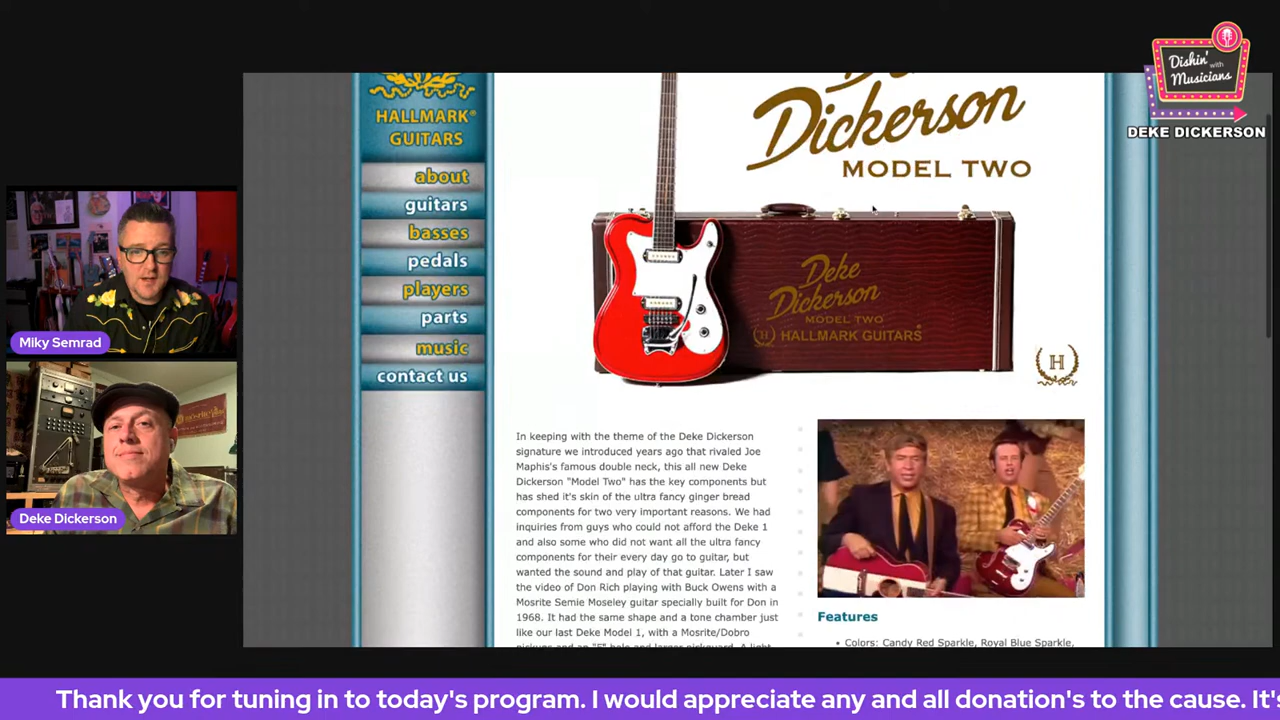 Dishin'
with
Musicians
DEKE DICKERSON
HALLMARK®
GUITARS
about
guitars
basses
pedals
players
parts
music
contact us
Dickerson
MODEL TWO
Deke
Dickerson
MODEL TWO
H HALLMARK GUITARS®
H
Miky Semrad
Deke Dickerson
In keeping with the theme of the Deke Dickerson
signature we introduced years ago that rivaled Joe
Maphis's famous double neck, this all new Deke
Dickerson "Model Two" has the key components but
has shed it's skin of the ultra fancy ginger bread
components for two very important reasons. We had
inquiries from guys who could not afford the Deke 1
and also some who did not want all the ultra fancy
components for their every day go to guitar, but
wanted the sound and play of that guitar. Later I saw
the video of Don Rich playing with Buck Owens with a
Mosrite Semie Moseley guitar specially built for Don in
1968. It had the same shape and a tone chamber just
like our last Deke Model 1, with a Mosrite/Dobro
Features
• Colors: Candy Red Sparkle, Royal Blue Sparkle,
Thank you for tuning in to today's program. I would appreciate any and all donation's to the cause. It's